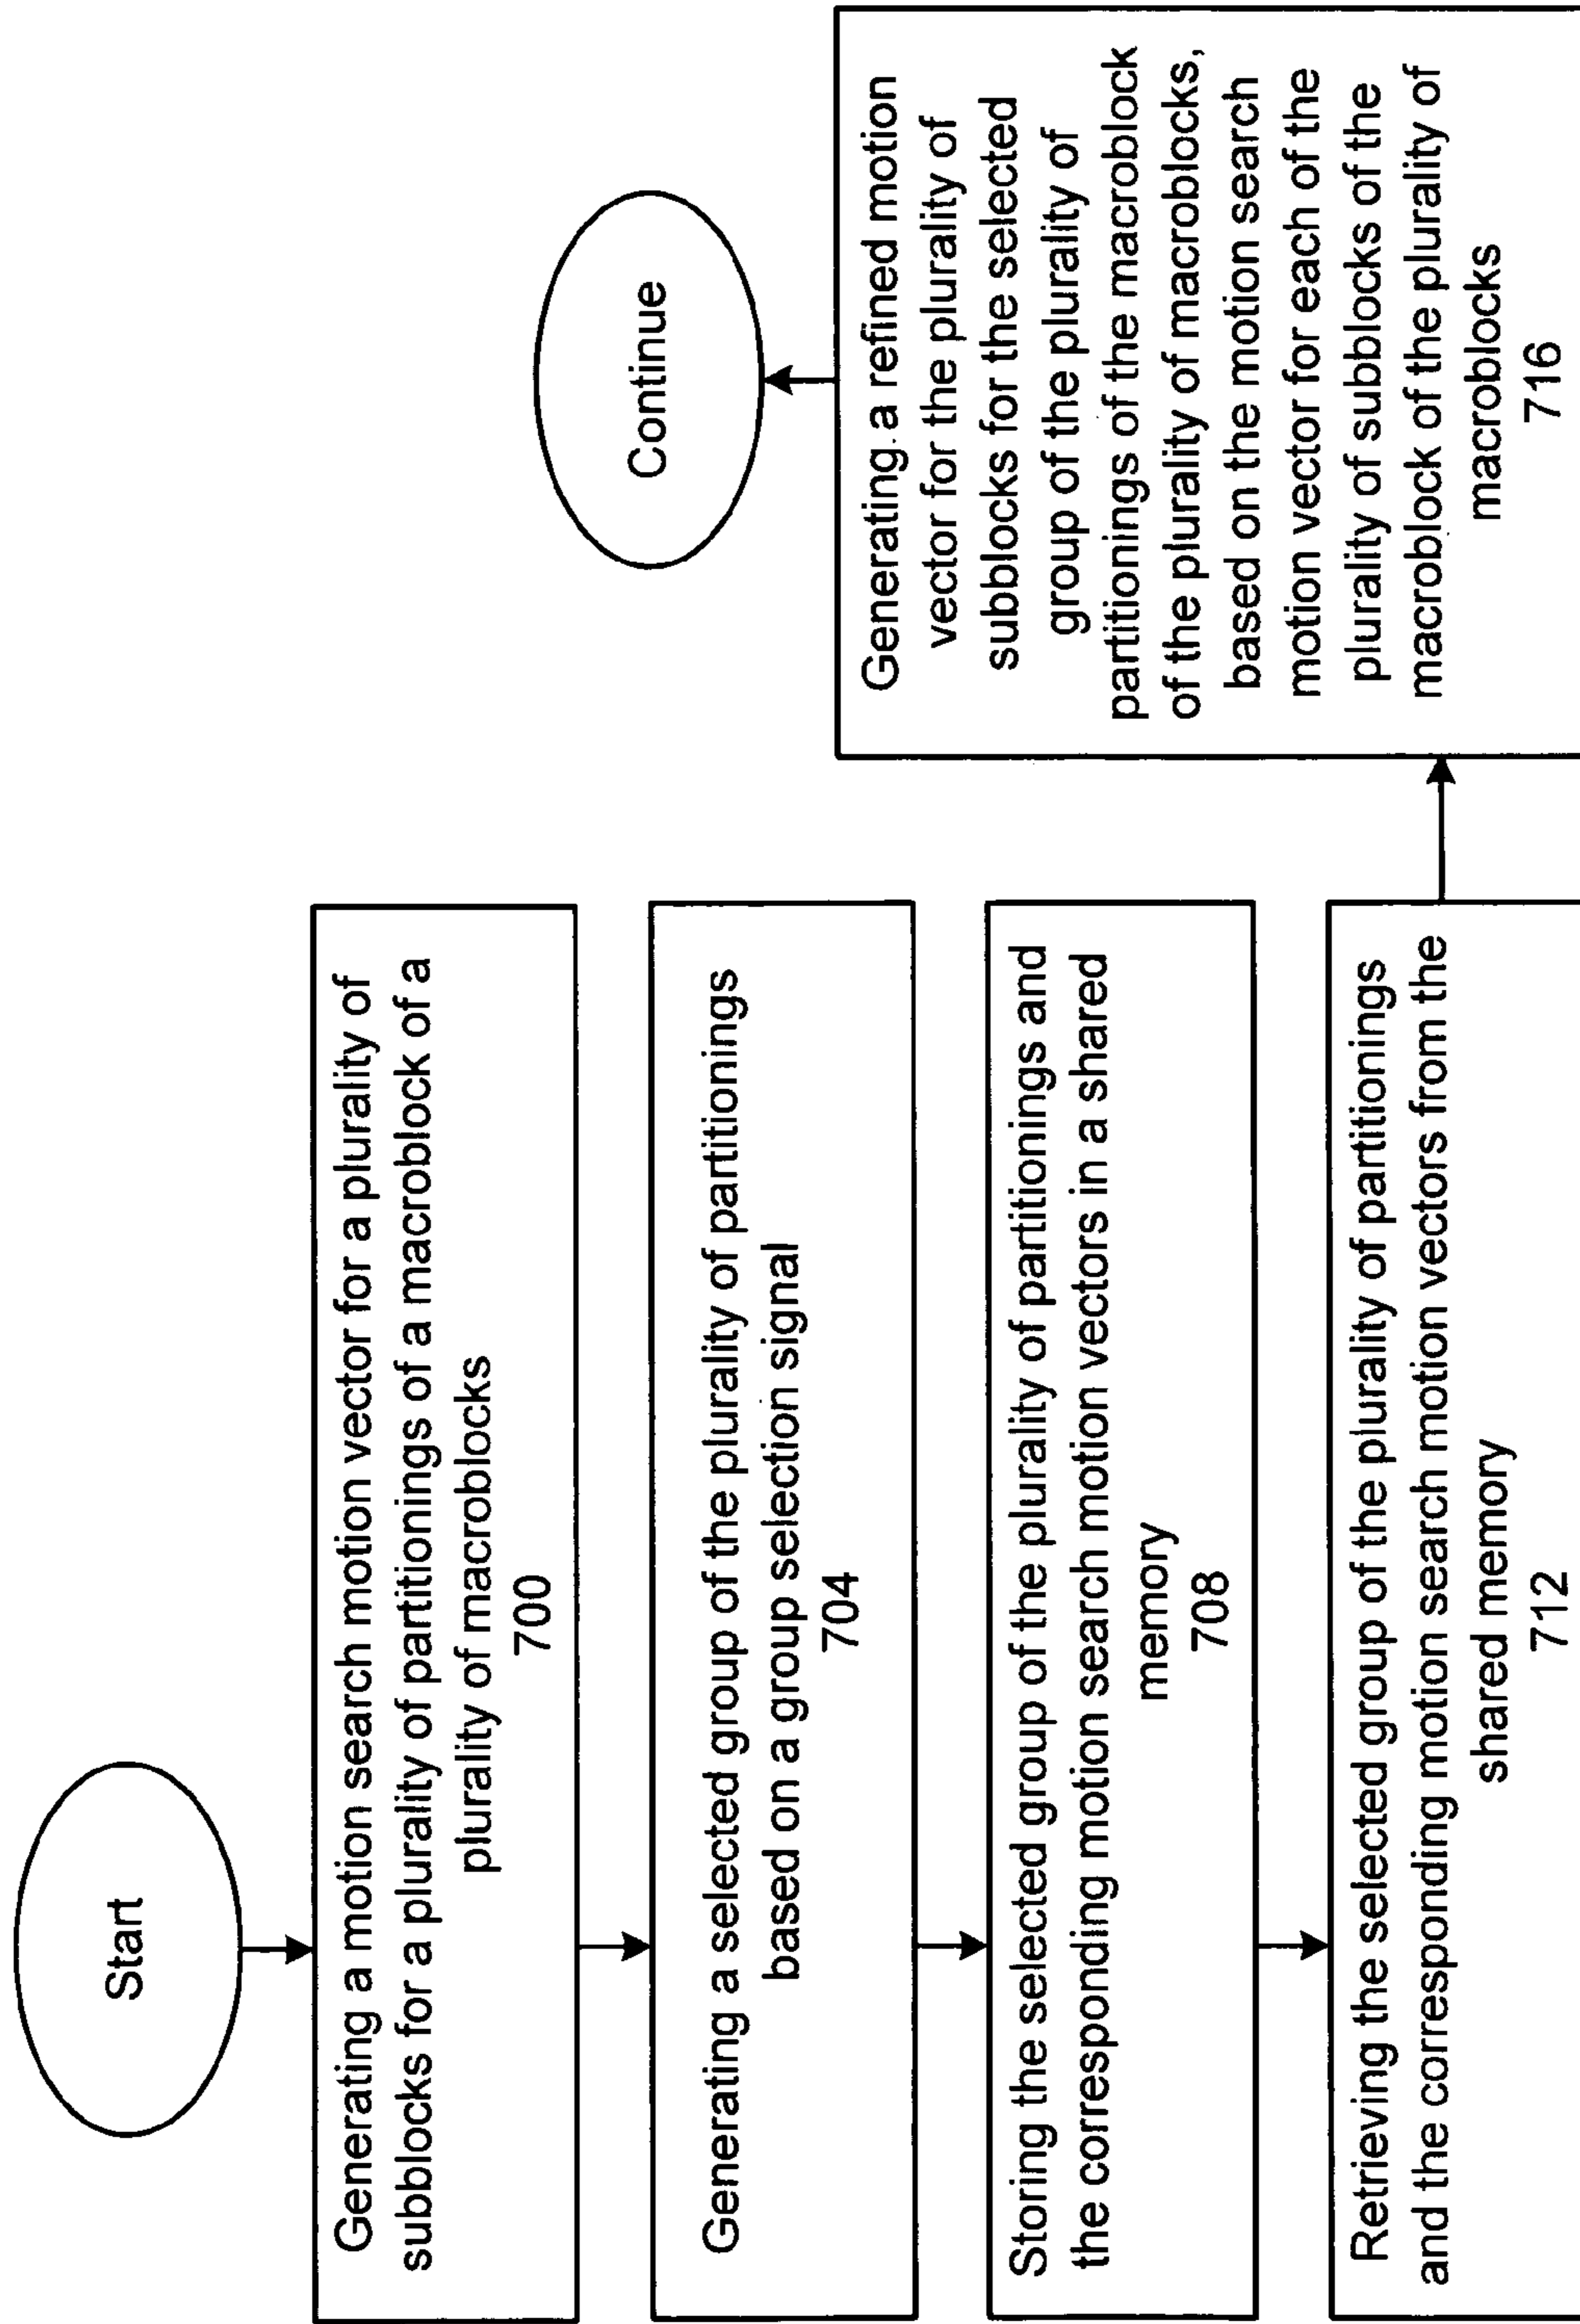 Start
Generating a motion search motion vector for a plurality of
subblocks for a plurality of partitionings of a macroblock of a
plurality of macroblocks
700
Generating a selected group of the plurality of partitionings
based on a group selection signal
704
Storing the selected group of the plurality of partitionings and
the corresponding motion search motion vectors in a shared
memory
708
Retrieving the selected group of the plurality of partitionings
and the corresponding motion search motion vectors from the
shared memory
712
Generating a refined motion
vector for the plurality of
subblocks for the selected
group of the plurality of
partitionings of the macroblock
of the plurality of macroblocks,
based on the motion search
motion vector for each of the
plurality of subblocks of the
macroblock of the plurality of
macroblocks
716
Continue